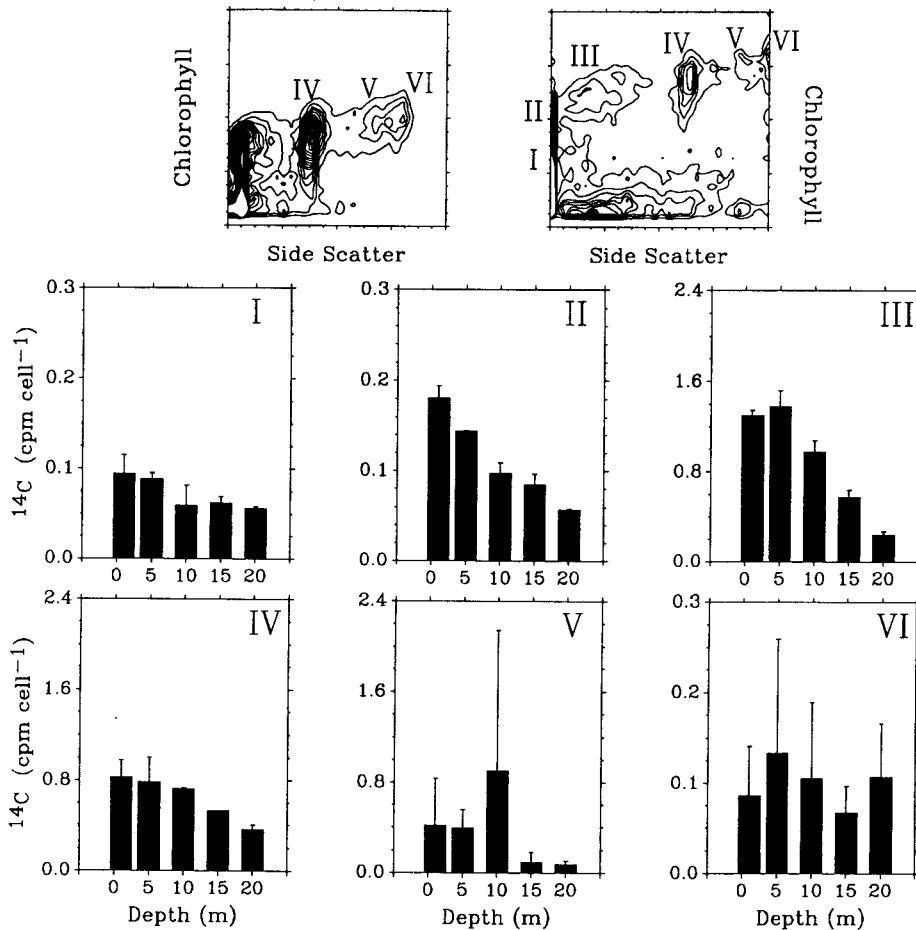 IV V VI
Chlorophyll
Side Scatter
III IV V VI
II
I
Chlorophyll
Side Scatter
I
0.3
0.2
0.1
0.0
¹⁴C (cpm cell⁻¹)
0 5 10 15 20
II
0.3
0.2
0.1
0.0
0 5 10 15 20
III
2.4
1.6
0.8
0.0
0 5 10 15 20
IV
2.4
1.6
0.8
0.0
¹⁴C (cpm cell⁻¹)
0 5 10 15 20
Depth (m)
V
2.4
1.6
0.8
0.0
0 5 10 15 20
Depth (m)
VI
0.3
0.2
0.1
0.0
0 5 10 15 20
Depth (m)